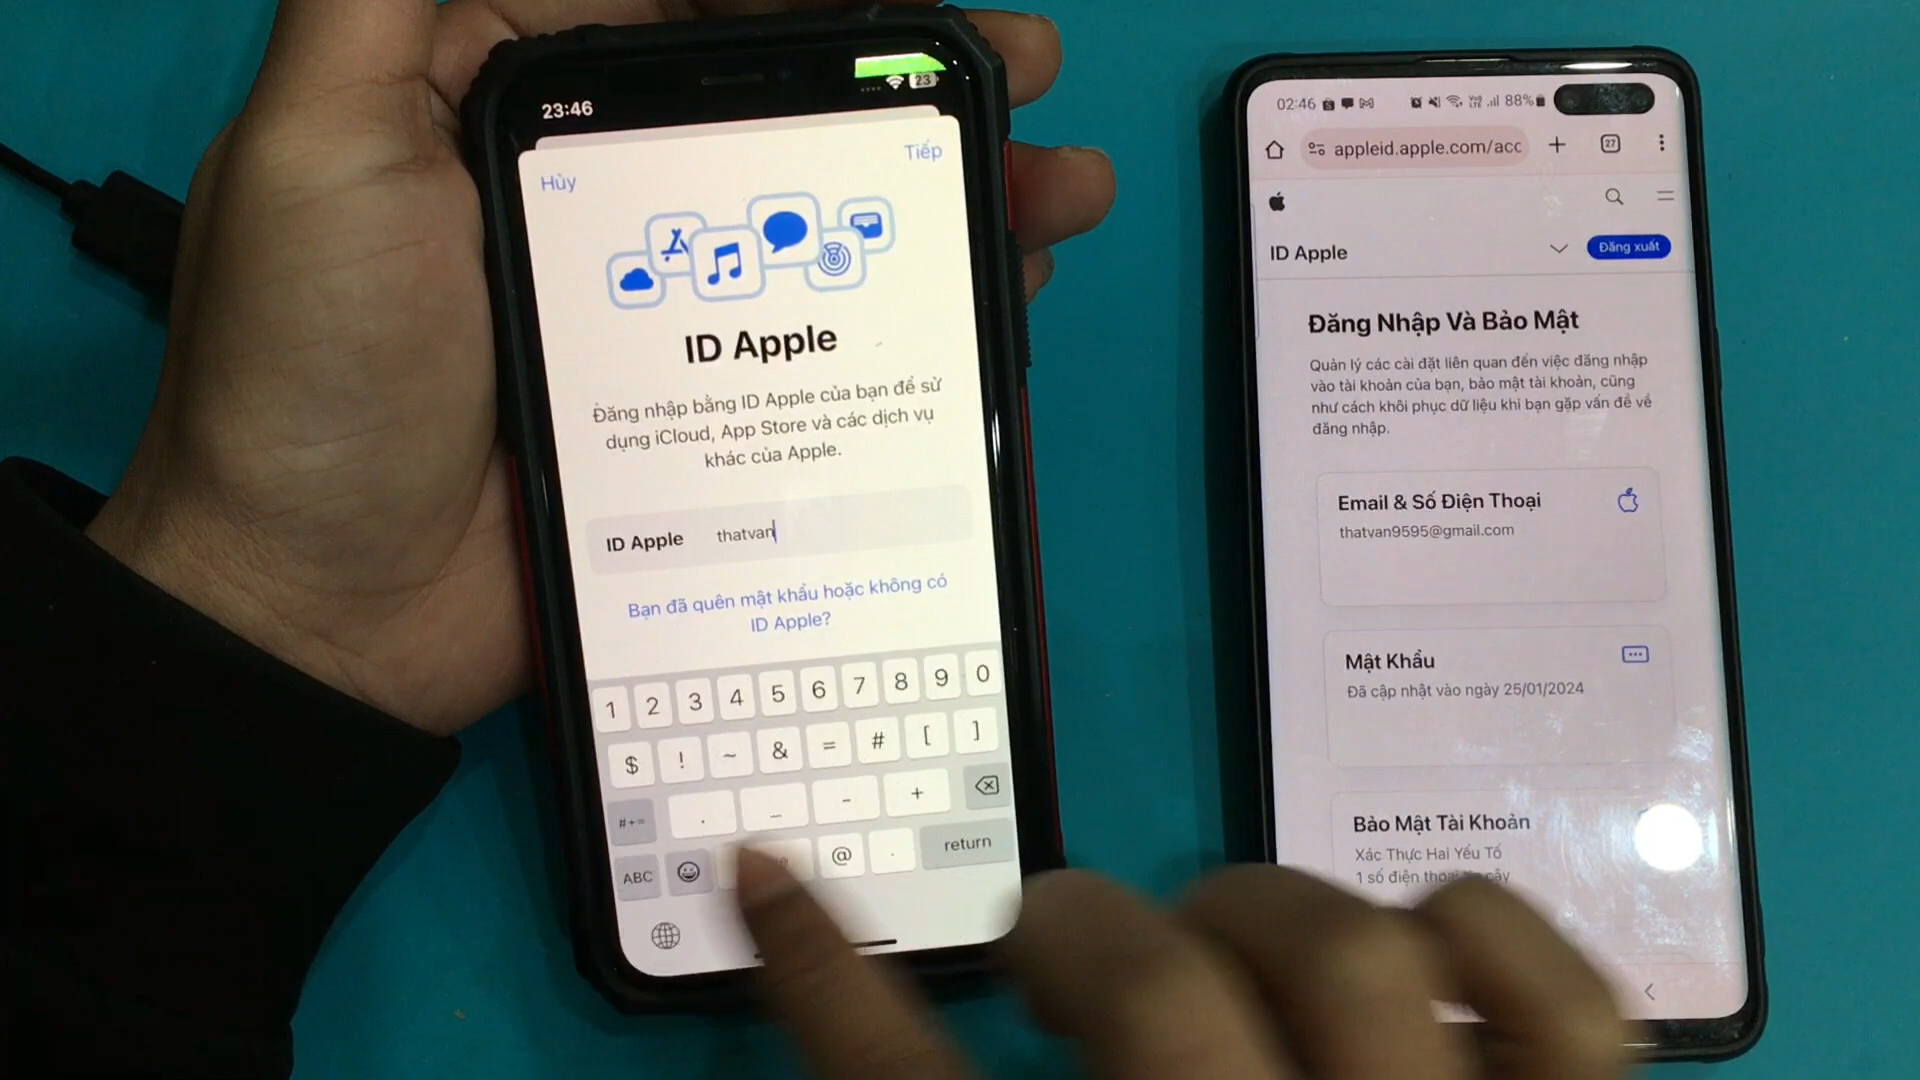 23:46
23
Hủy
Tiếp
ID Apple
Đăng nhập bằng ID Apple của bạn để sử
dụng iCloud, App Store và các dịch vụ
khác của Apple.
ID Apple thatvan
Bạn đã quên mật khẩu hoặc không có
ID Apple?
1 2 3 4 5 6 7 8 9 0
$ ! ~ & = # [ ]
#+= . _ - +
ABC @ . return
02:46 88%
appleid.apple.com/acc
27
ID Apple
Đăng xuất
Đăng Nhập Và Bảo Mật
Quản lý các cài đặt liên quan đến việc đăng nhập
vào tài khoản của bạn, bảo mật tài khoản, cũng
như cách khôi phục dữ liệu khi bạn gặp vấn đề về
đăng nhập.
Email & Số Điện Thoại
thatvan9595@gmail.com
Mật Khẩu
Đã cập nhật vào ngày 25/01/2024
Bảo Mật Tài Khoản
Xác Thực Hai Yếu Tố
1 số điện thoại tin cậy